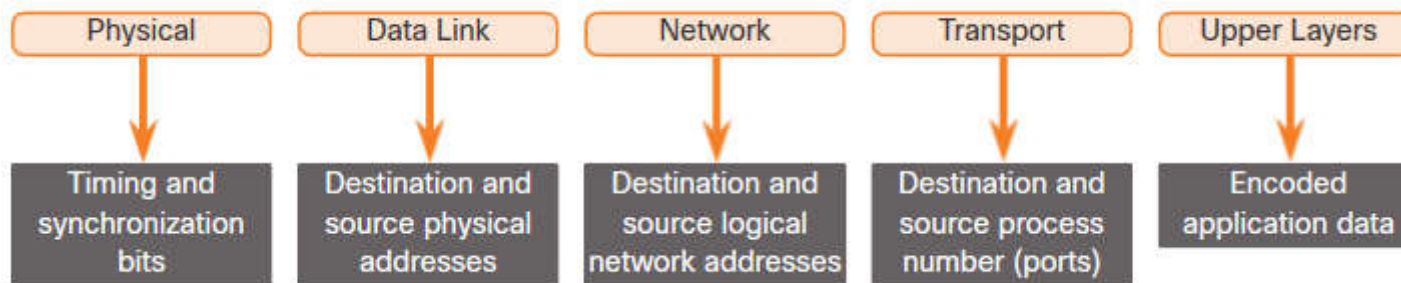 Physical
Data Link
Network
Transport
Upper Layers
Timing and
synchronization
bits
Destination and
source physical
addresses
Destination and
source logical
network addresses
Destination and
source process
number (ports)
Encoded
application data